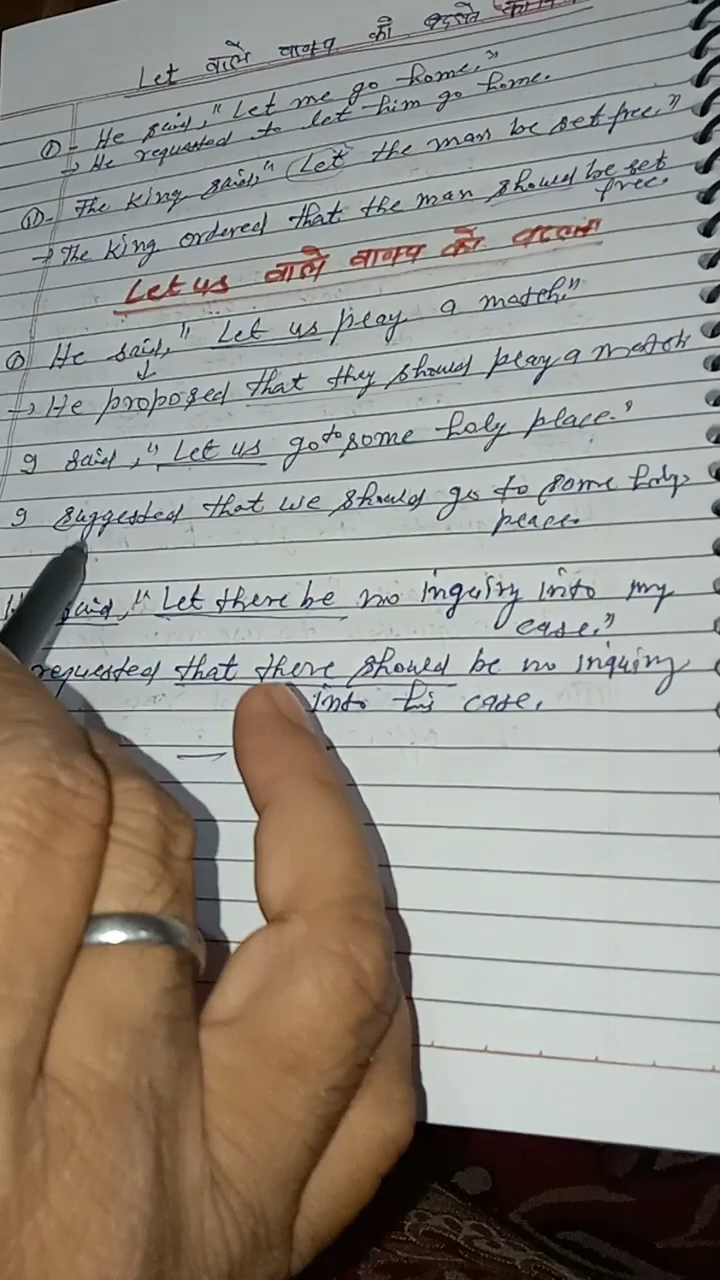 Let वाले वाक्य को बदलते
① - He said, "Let me go home."
→ He requested to let him go home.
② - The King said, "Let the man be set free."
→ The King ordered that the man should be set
free.
Let us वाले वाक्य को बदलना
① He said, "Let us play a match."
→ He proposed that they should play a match
I said, "Let us go to some holy place."
I suggested that we should go to some holy
place.
said, "Let there be no inquiry into my
case."
requested that there should be no inquiry
into his case.